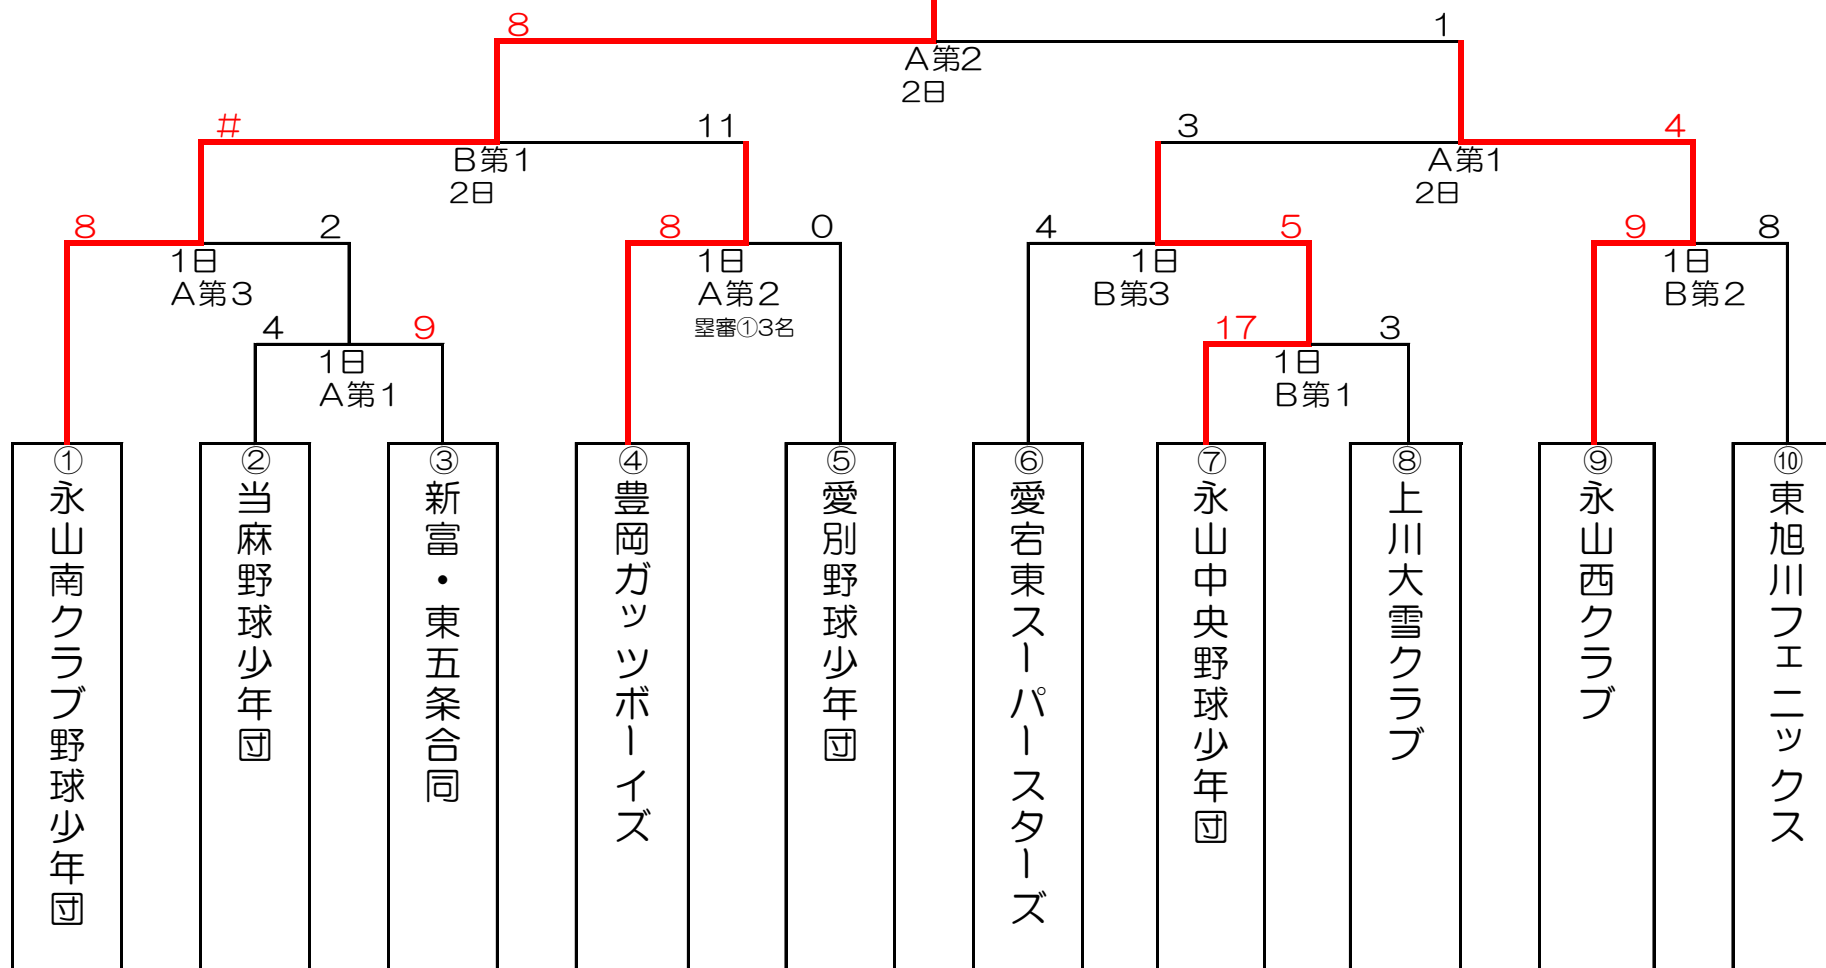 8
1
A第2
2日
#
11
3
4
B第1
2日
A第1
2日
8
2
8
0
4
5
9
8
1日
A第3
1日
A第2
塁審①3名
1日
B第3
1日
B第2
4
9
17
3
1日
A第1
1日
B第1
①永山南クラブ野球少年団
②当麻野球少年団
③新富・東五条合同
④豊岡ガッツボーイズ
⑤愛別野球少年団
⑥愛宕東スーパースターズ
⑦永山中央野球少年団
⑧上川大雪クラブ
⑨永山西クラブ
⑩東旭川フェニックス